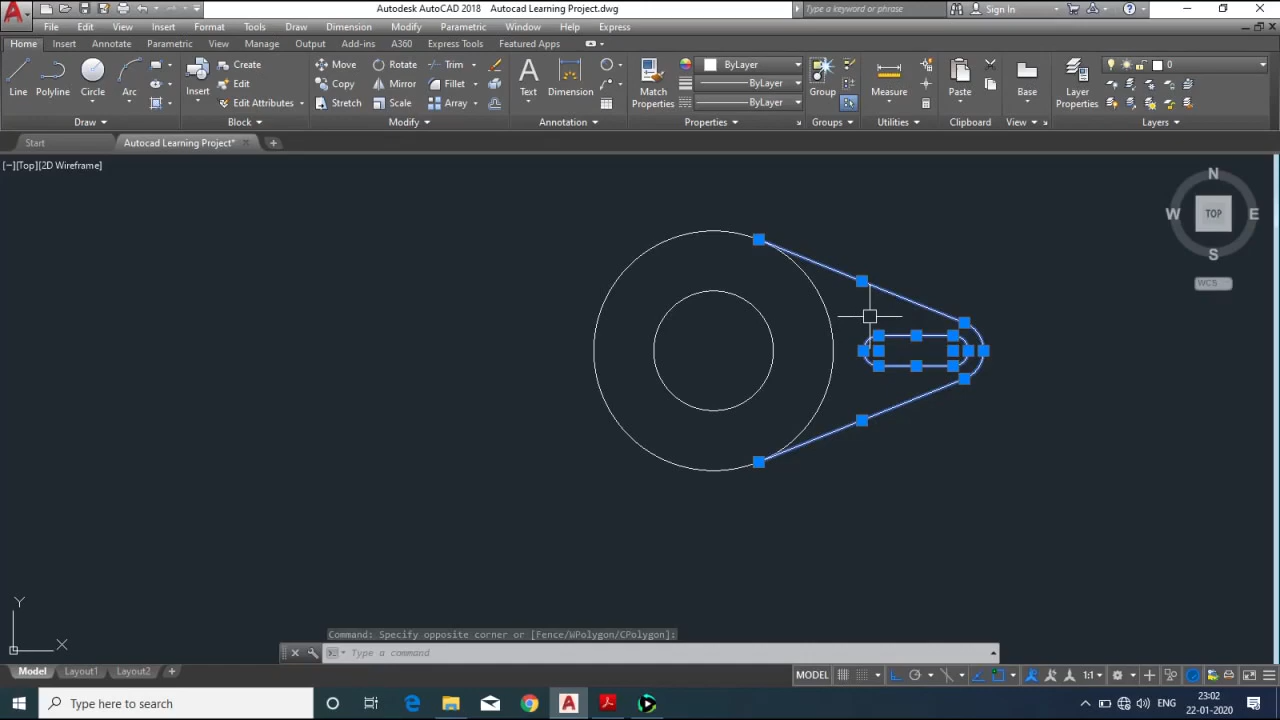 Autodesk AutoCAD 2018 Autocad Learning Project.dwg
Type a keyword or phrase
Sign In
File Edit View Insert Format Tools Draw Dimension Modify Parametric Window Help Express
Home Insert Annotate Parametric View Manage Output Add-ins A360 Express Tools Featured Apps
Line Polyline Circle Arc
Draw
Insert
Create
Edit
Edit Attributes
Block
Move Rotate Trim
Copy Mirror Fillet
Stretch Scale Array
Modify
Text Dimension
Annotation
Match
Properties
ByLayer
ByLayer
ByLayer
Properties
Group
Groups
Measure
Utilities
Paste
Clipboard
Base
View
Layer
Properties
0
Layers
Start Autocad Learning Project*
[−][Top][2D Wireframe]
N
W TOP E
S
WCS
Y
X
Command: Specify opposite corner or [Fence/WPolygon/CPolygon]:
Type a command
Model Layout1 Layout2
MODEL 1:1
Type here to search
ENG
23:02
22-01-2020